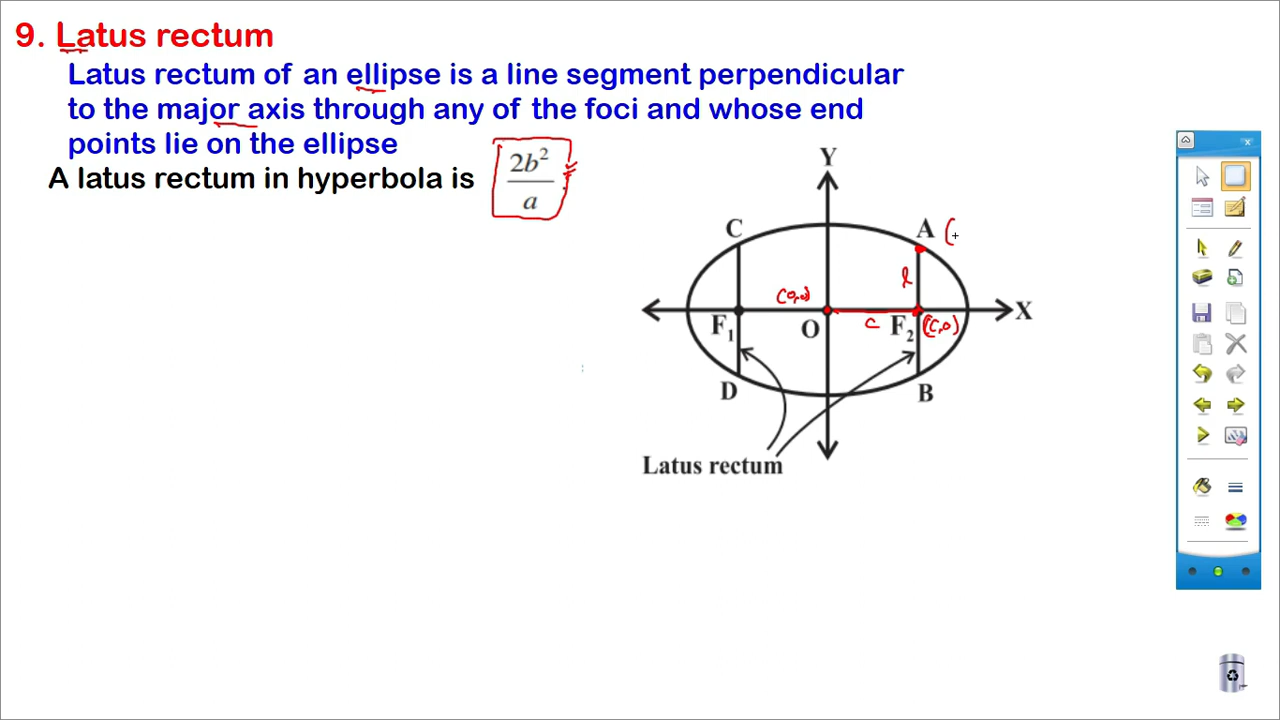 9. Latus rectum
Latus rectum of an ellipse is a line segment perpendicular
to the major axis through any of the foci and whose end
points lie on the ellipse
A latus rectum in hyperbola is 2b²/a
Y
C
A (
l
(0,0)
X
F₁
O
c
F₂
(c,0)
D
B
Latus rectum